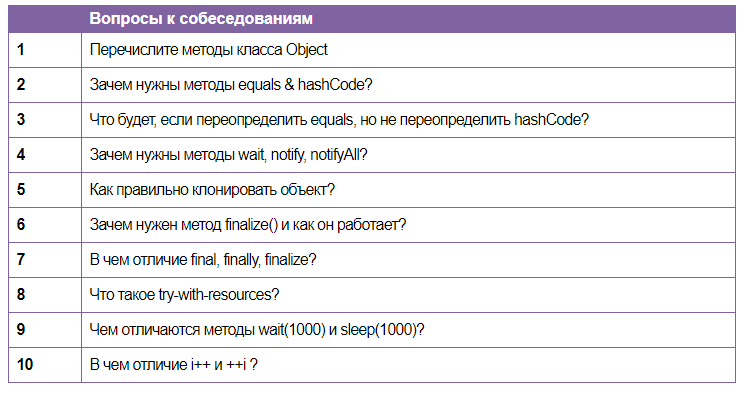 Вопросы к собеседованиям
1 Перечислите методы класса Object
2 Зачем нужны методы equals & hashCode?
3 Что будет, если переопределить equals, но не переопределить hashCode?
4 Зачем нужны методы wait, notify, notifyAll?
5 Как правильно клонировать объект?
6 Зачем нужен метод finalize() и как он работает?
7 В чем отличие final, finally, finalize?
8 Что такое try-with-resources?
9 Чем отличаются методы wait(1000) и sleep(1000)?
10 В чем отличие i++ и ++i ?